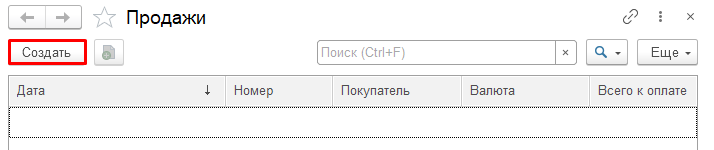 Продажи
Создать Поиск (Ctrl+F) × Еще
Дата ↓ Номер Покупатель Валюта Всего к оплате